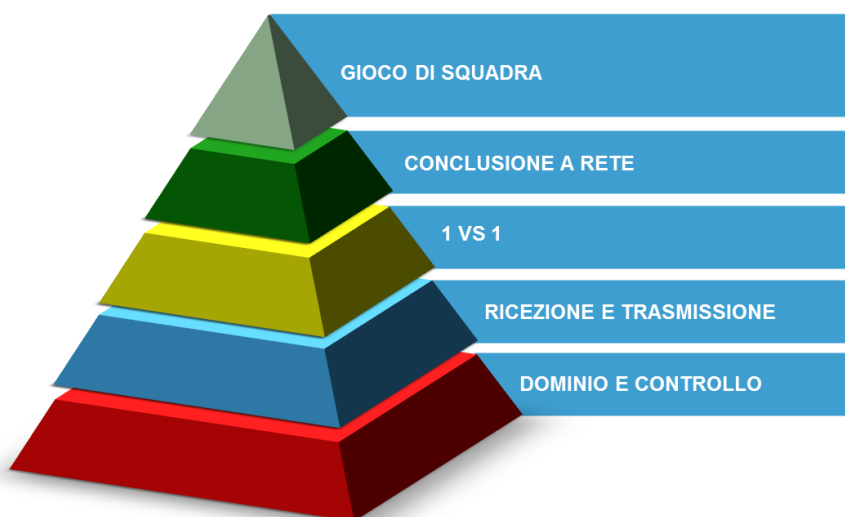 GIOCO DI SQUADRA
CONCLUSIONE A RETE
1 VS 1
RICEZIONE E TRASMISSIONE
DOMINIO E CONTROLLO